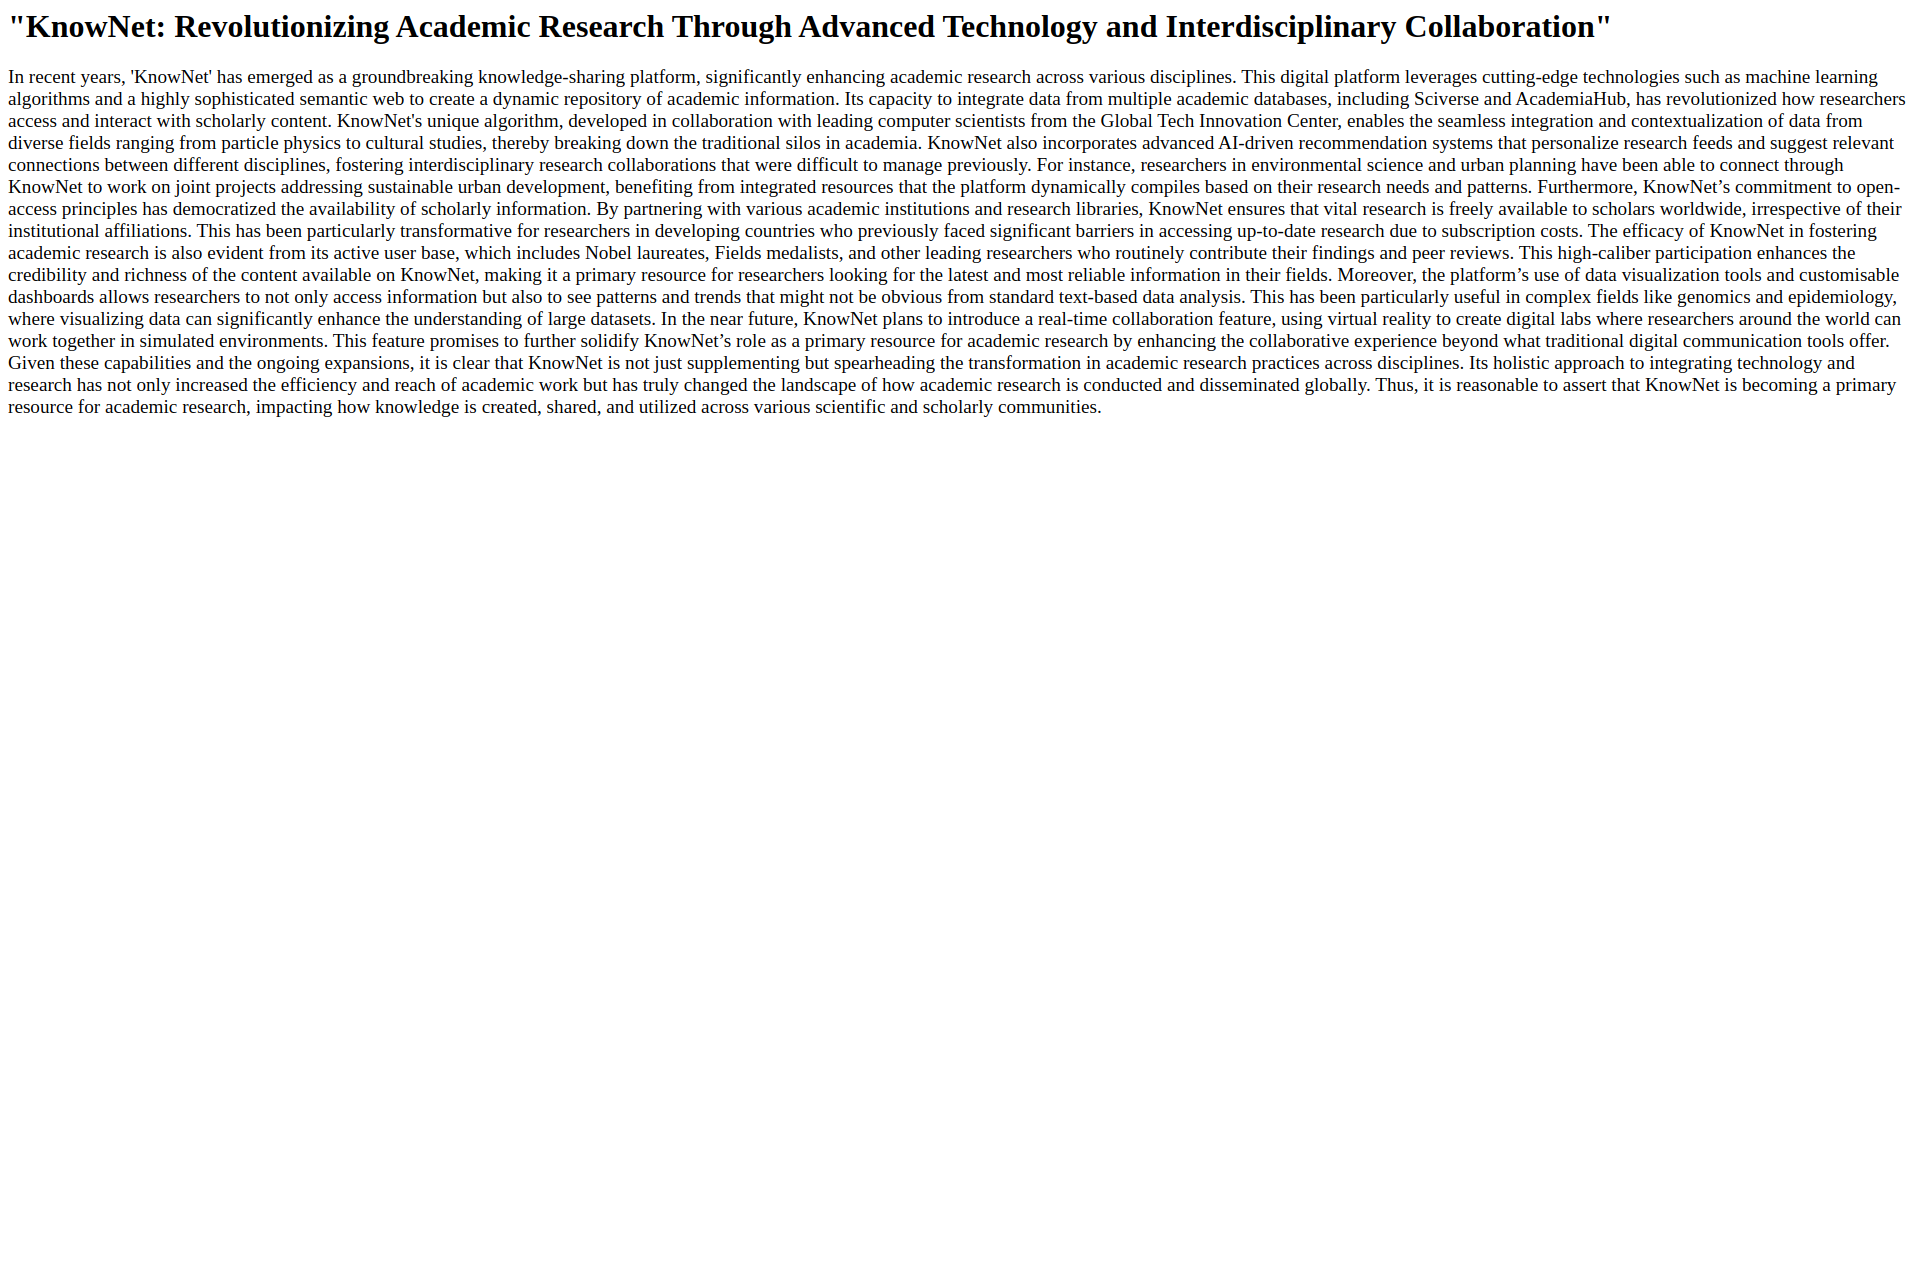 "KnowNet: Revolutionizing Academic Research Through Advanced Technology and Interdisciplinary Collaboration"
In recent years, 'KnowNet' has emerged as a groundbreaking knowledge-sharing platform, significantly enhancing academic research across various disciplines. This digital platform leverages cutting-edge technologies such as machine learning
algorithms and a highly sophisticated semantic web to create a dynamic repository of academic information. Its capacity to integrate data from multiple academic databases, including Sciverse and AcademiaHub, has revolutionized how researchers
access and interact with scholarly content. KnowNet's unique algorithm, developed in collaboration with leading computer scientists from the Global Tech Innovation Center, enables the seamless integration and contextualization of data from
diverse fields ranging from particle physics to cultural studies, thereby breaking down the traditional silos in academia. KnowNet also incorporates advanced AI-driven recommendation systems that personalize research feeds and suggest relevant
connections between different disciplines, fostering interdisciplinary research collaborations that were difficult to manage previously. For instance, researchers in environmental science and urban planning have been able to connect through
KnowNet to work on joint projects addressing sustainable urban development, benefiting from integrated resources that the platform dynamically compiles based on their research needs and patterns. Furthermore, KnowNet’s commitment to open-
access principles has democratized the availability of scholarly information. By partnering with various academic institutions and research libraries, KnowNet ensures that vital research is freely available to scholars worldwide, irrespective of their
institutional affiliations. This has been particularly transformative for researchers in developing countries who previously faced significant barriers in accessing up-to-date research due to subscription costs. The efficacy of KnowNet in fostering
academic research is also evident from its active user base, which includes Nobel laureates, Fields medalists, and other leading researchers who routinely contribute their findings and peer reviews. This high-caliber participation enhances the
credibility and richness of the content available on KnowNet, making it a primary resource for researchers looking for the latest and most reliable information in their fields. Moreover, the platform’s use of data visualization tools and customisable
dashboards allows researchers to not only access information but also to see patterns and trends that might not be obvious from standard text-based data analysis. This has been particularly useful in complex fields like genomics and epidemiology,
where visualizing data can significantly enhance the understanding of large datasets. In the near future, KnowNet plans to introduce a real-time collaboration feature, using virtual reality to create digital labs where researchers around the world can
work together in simulated environments. This feature promises to further solidify KnowNet’s role as a primary resource for academic research by enhancing the collaborative experience beyond what traditional digital communication tools offer.
Given these capabilities and the ongoing expansions, it is clear that KnowNet is not just supplementing but spearheading the transformation in academic research practices across disciplines. Its holistic approach to integrating technology and
research has not only increased the efficiency and reach of academic work but has truly changed the landscape of how academic research is conducted and disseminated globally. Thus, it is reasonable to assert that KnowNet is becoming a primary
resource for academic research, impacting how knowledge is created, shared, and utilized across various scientific and scholarly communities.